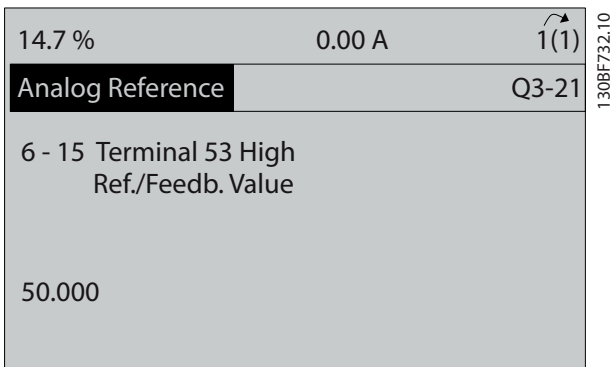 14.7 % 0.00 A 1(1)
Analog Reference Q3-21
6 - 15 Terminal 53 High
Ref./Feedb. Value
50.000
130BF732.10